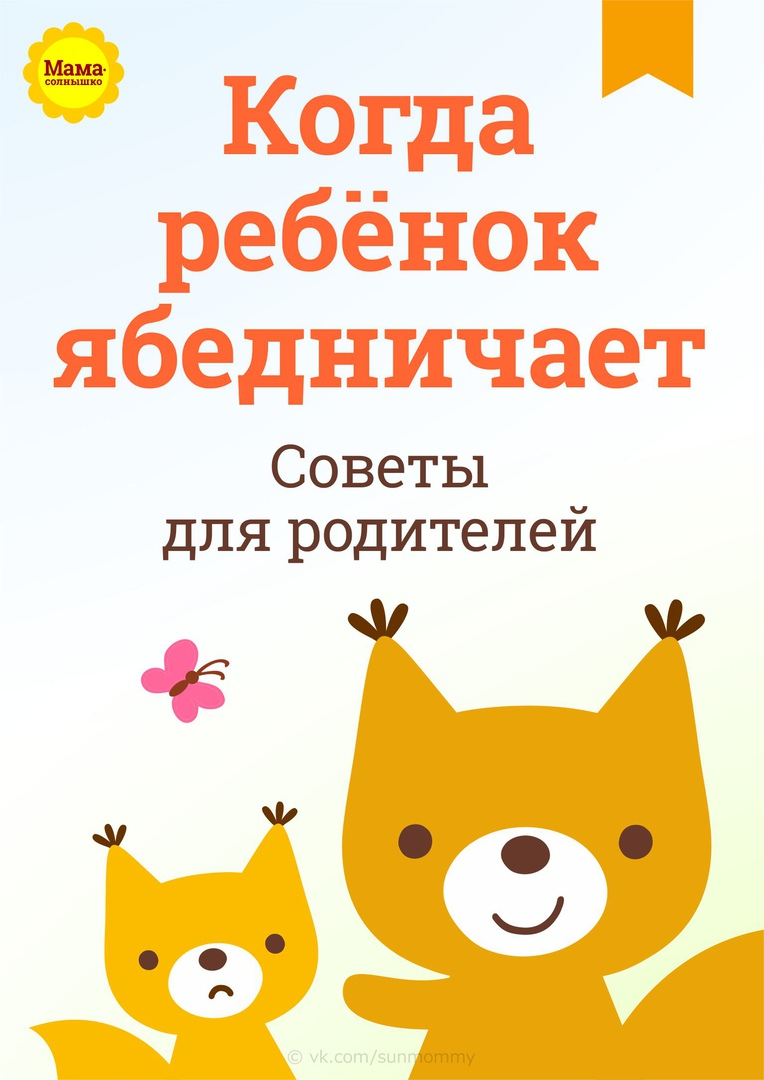 Мама-
солнышко
Когда
ребёнок
ябедничает
Советы
для родителей
© vk.com/sunmommy